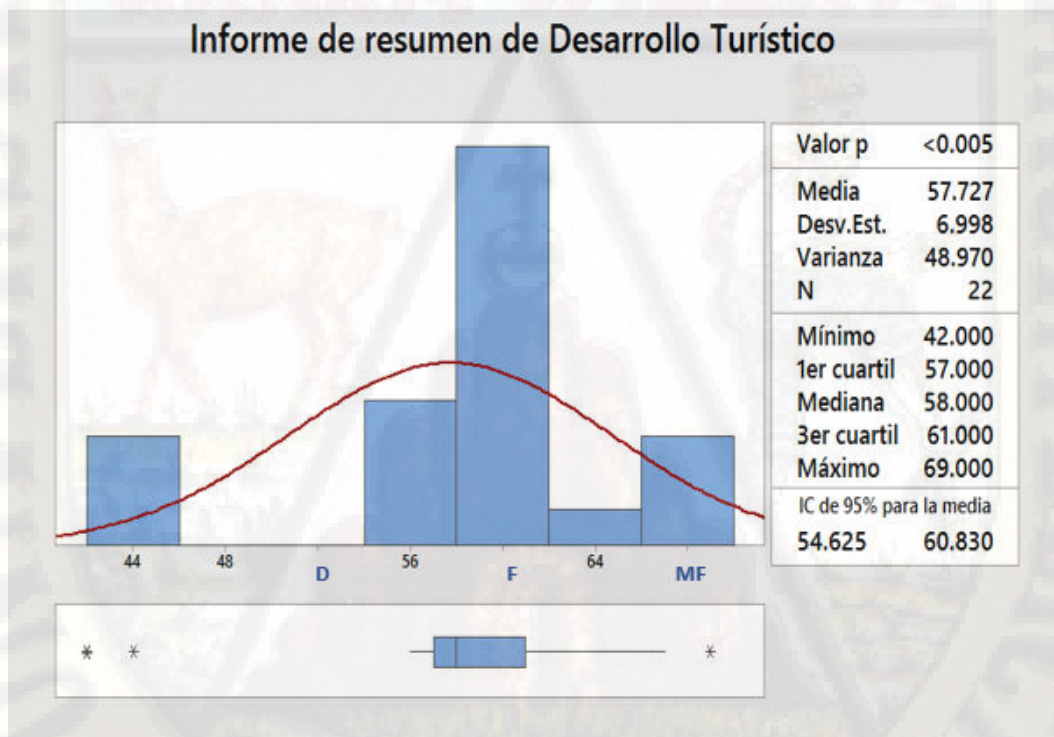 Informe de resumen de Desarrollo Turístico
Valor p <0.005
Media 57.727
Desv.Est. 6.998
Varianza 48.970
N 22
Mínimo 42.000
1er cuartil 57.000
Mediana 58.000
3er cuartil 61.000
Máximo 69.000
IC de 95% para la media
54.625 60.830
44 48 D 56 F 64 MF